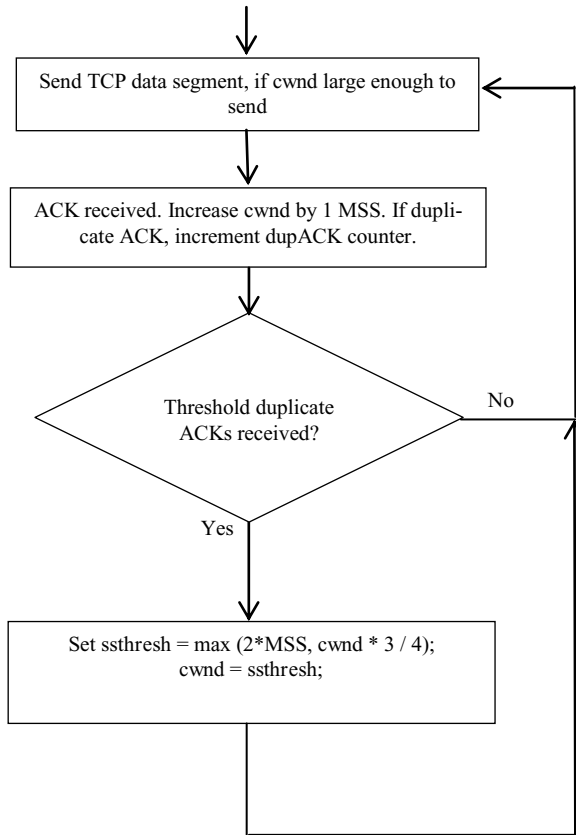 Send TCP data segment, if cwnd large enough to
send
ACK received. Increase cwnd by 1 MSS. If dupli-
cate ACK, increment dupACK counter.
Threshold duplicate
ACKs received?
No
Yes
Set ssthresh = max (2*MSS, cwnd * 3 / 4);
cwnd = ssthresh;